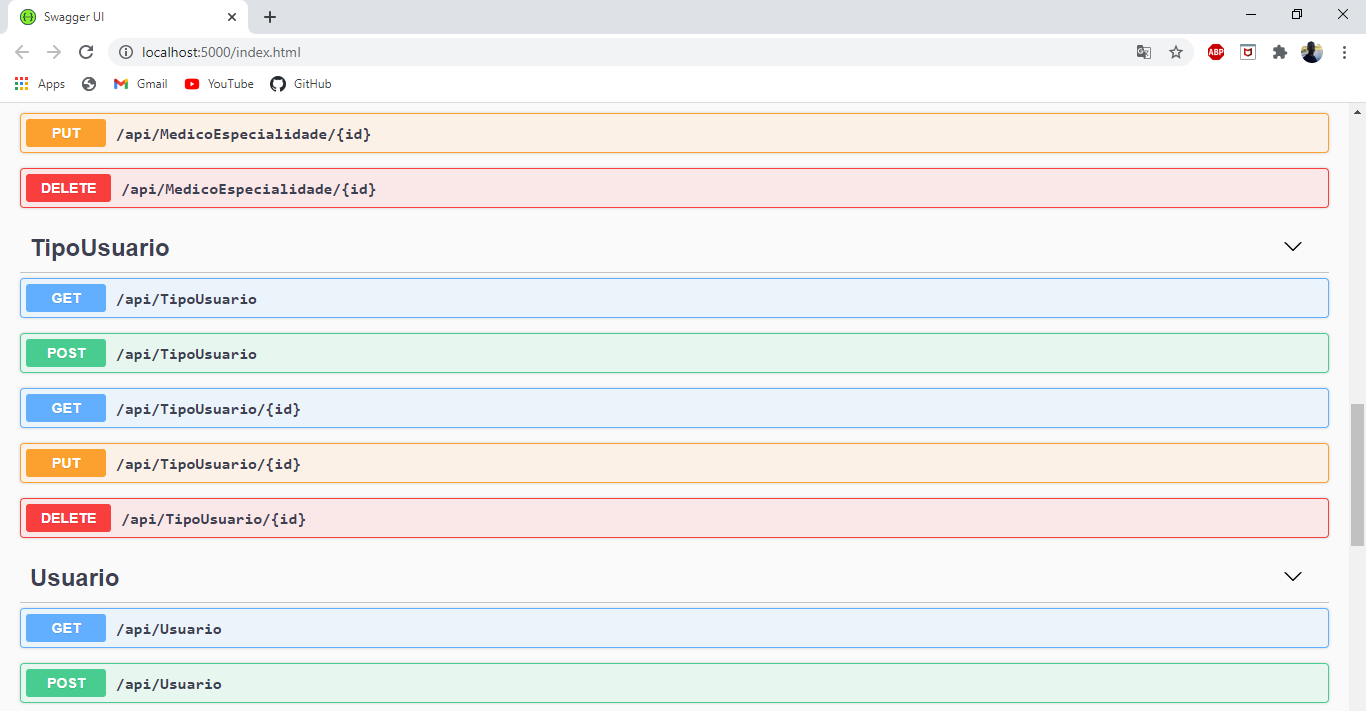 Swagger UI
localhost:5000/index.html
ABP
Apps Gmail YouTube GitHub
PUT /api/MedicoEspecialidade/{id}
DELETE /api/MedicoEspecialidade/{id}
TipoUsuario
GET /api/TipoUsuario
POST /api/TipoUsuario
GET /api/TipoUsuario/{id}
PUT /api/TipoUsuario/{id}
DELETE /api/TipoUsuario/{id}
Usuario
GET /api/Usuario
POST /api/Usuario